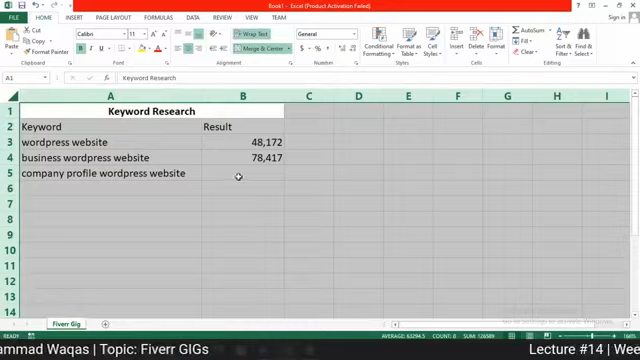 Book1 - Excel (Product Activation Failed)
FILE HOME INSERT PAGE LAYOUT FORMULAS DATA REVIEW VIEW TEAM Sign in
Cut Calibri 11 Wrap Text General AutoSum
Copy Fill
Paste Format Painter Merge & Center Conditional Formatting Format as Table Cell Styles Insert Delete Format Clear Sort & Filter Find & Select
Clipboard Font Alignment Number Styles Cells Editing
A1 Keyword Research
A B C D E F G H I
1 Keyword Research
2 Keyword Result
3 wordpress website 48,172
4 business wordpress website 78,417
5 company profile wordpress website
6
7
8
9
10
11
12
13
14
Fiverr Gig
READY AVERAGE: 63294.5 COUNT: 8 SUM: 126589
ammad Waqas | Topic: Fiverr GIGs Lecture #14 | Wee